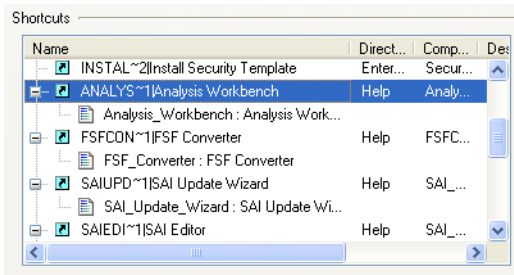 Shortcuts
Name Direct... Comp... Des
INSTAL~2|Install Security Template Enter... Secur...
ANALYS~1|Analysis Workbench Help Analy...
Analysis_Workbench : Analysis Work...
FSFCON~1|FSF Converter Help FSFC...
FSF_Converter : FSF Converter
SAIUPD~1|SAI Update Wizard Help SAI_...
SAI_Update_Wizard : SAI Update Wi...
SAIEDI~1|SAI Editor Help SAI_...